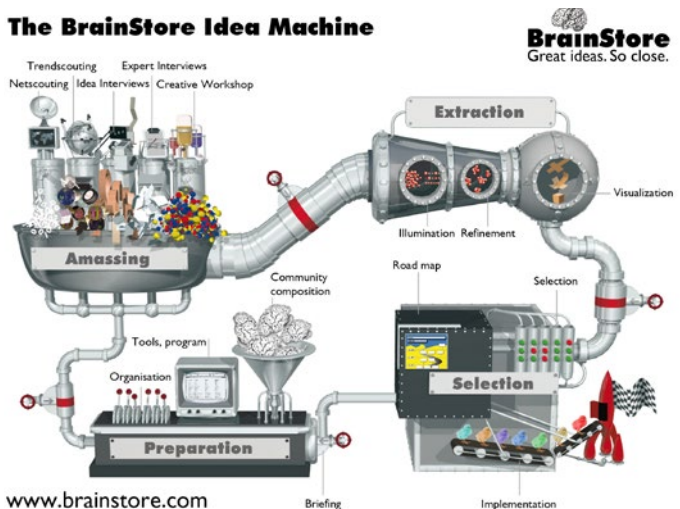 The BrainStore Idea Machine
BrainStore
Great ideas. So close.
Trendscouting
Expert Interviews
Netscouting
Idea Interviews
Creative Workshop
Extraction
Visualization
Illumination
Refinement
Amassing
Community
composition
Road map
Selection
Tools, program
Organisation
Selection
Preparation
www.brainstore.com
Briefing
Implementation